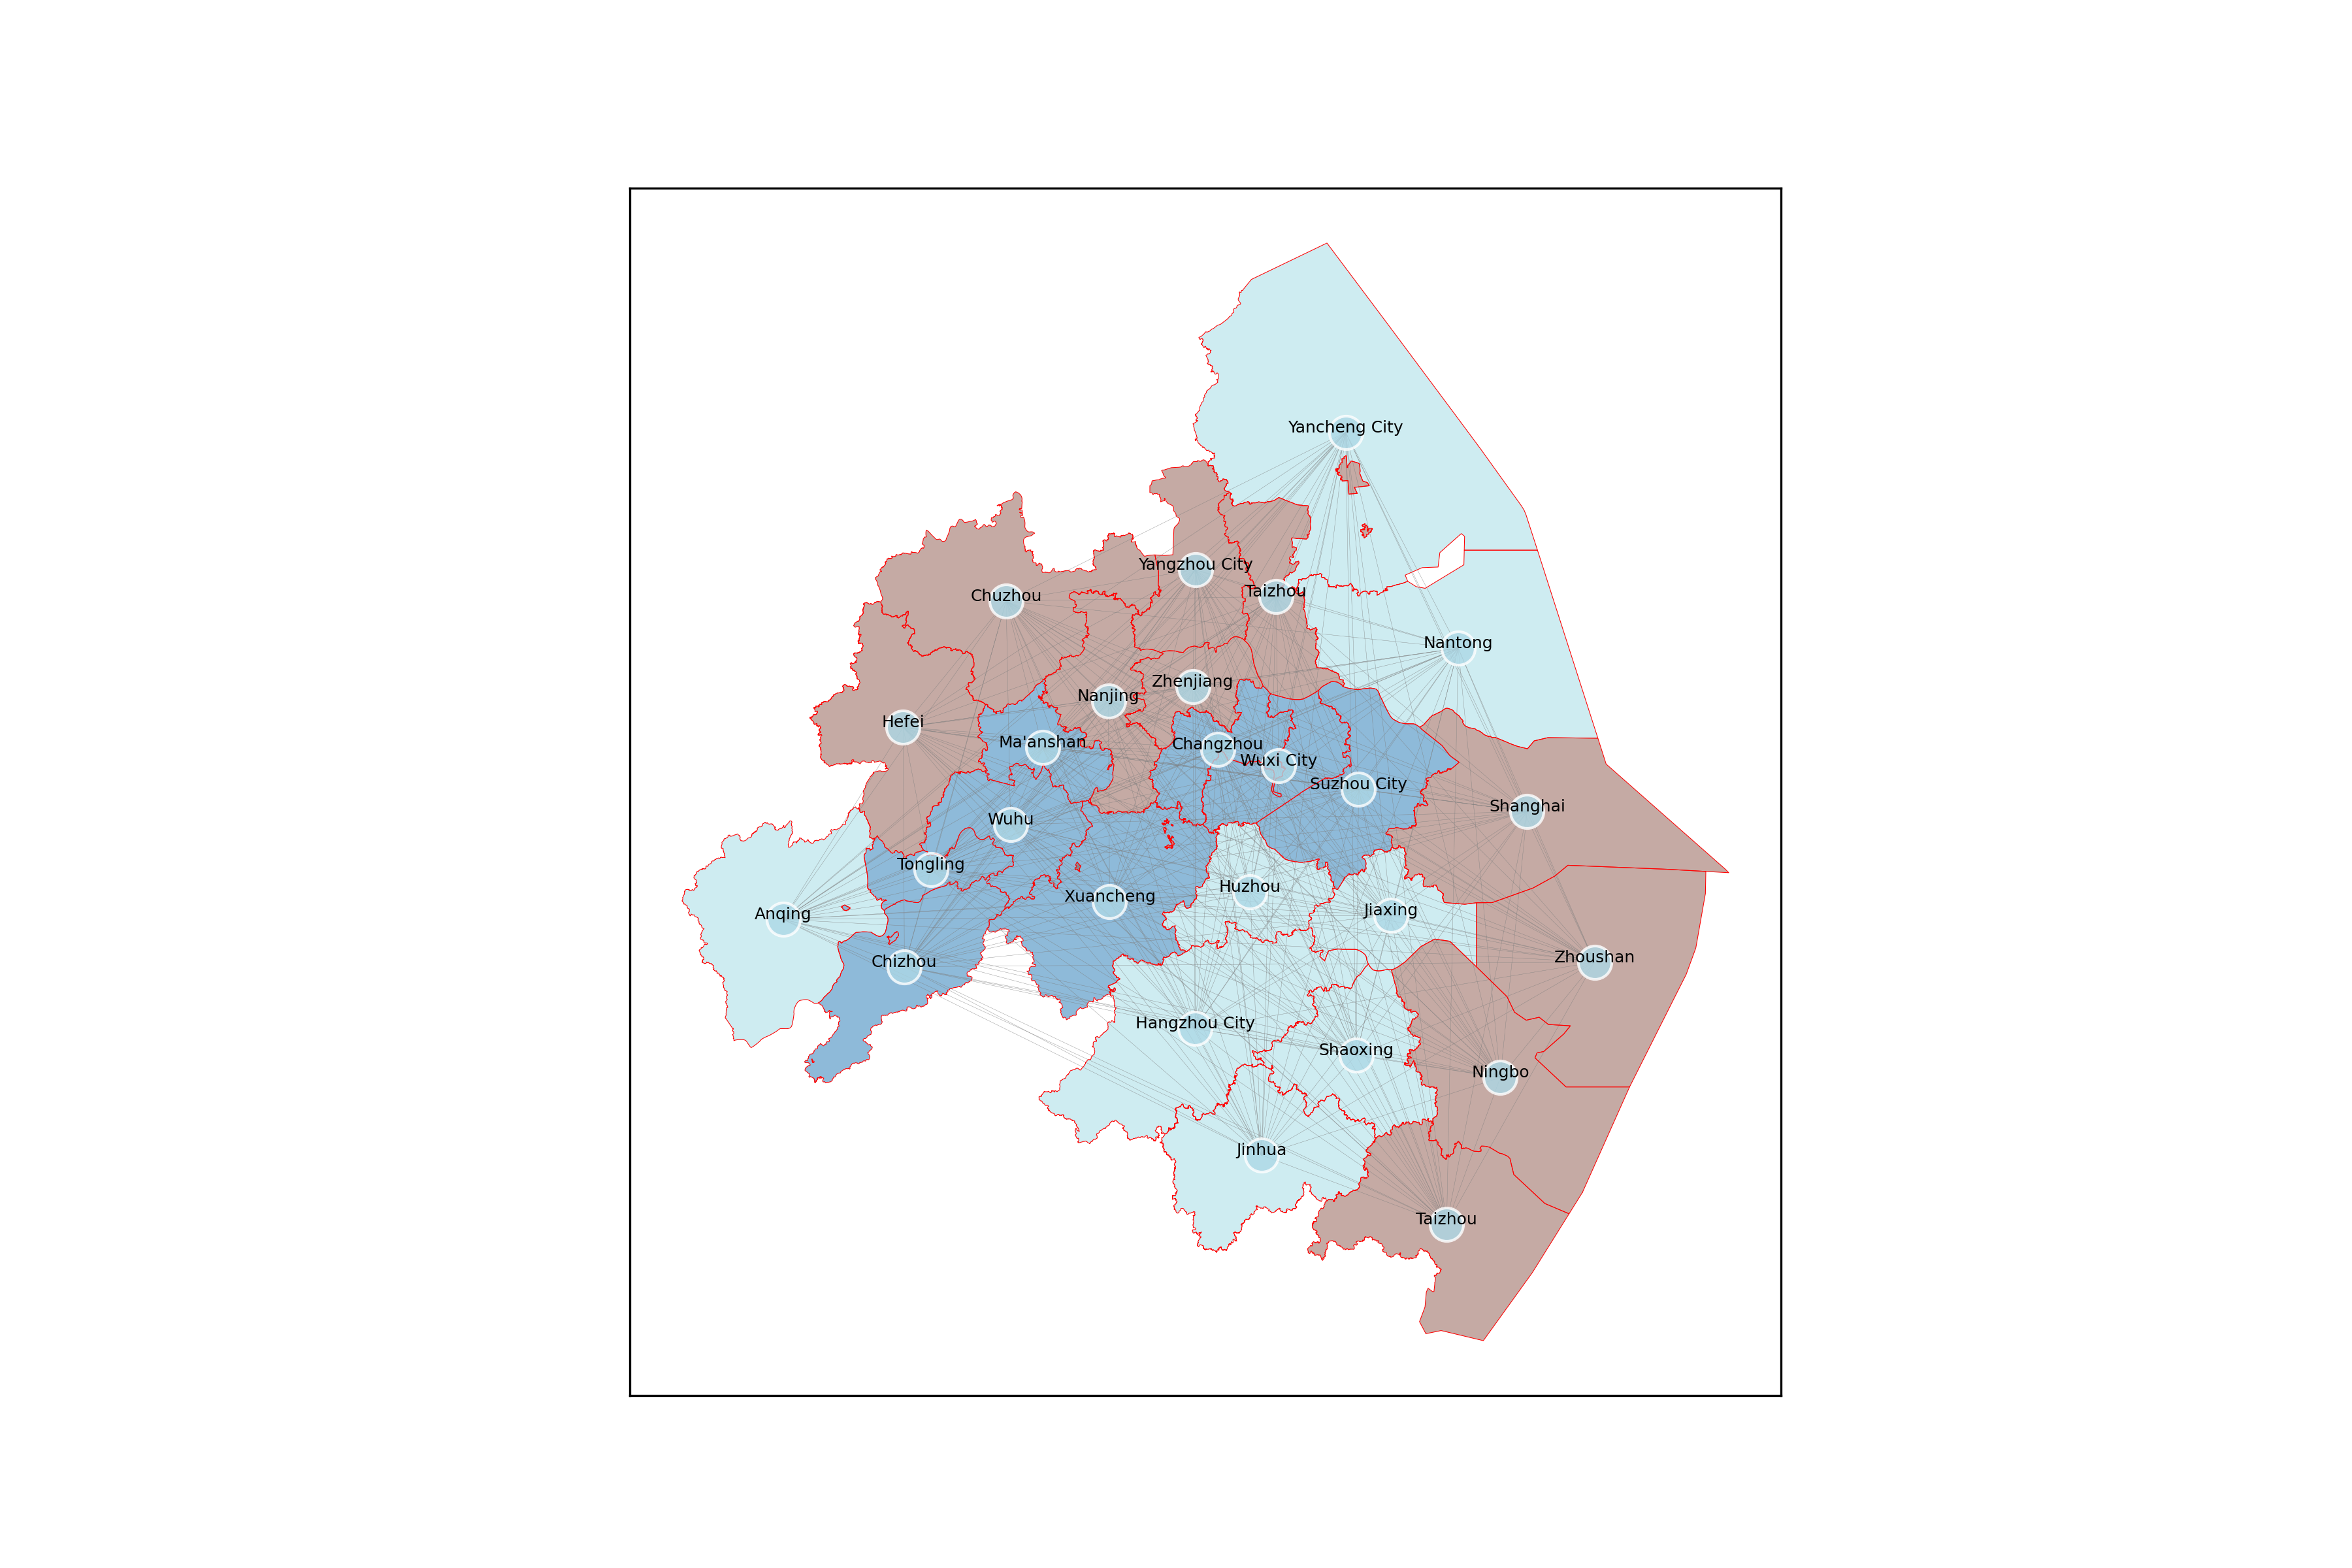 Yancheng City
Yangzhou City
Taizhou
Chuzhou
Nantong
Zhenjiang
Nanjing
Hefei
Ma'anshan
Changzhou
Wuxi City
Suzhou City
Shanghai
Wuhu
Tongling
Huzhou
Xuancheng
Jiaxing
Anqing
Zhoushan
Chizhou
Hangzhou City
Shaoxing
Ningbo
Jinhua
Taizhou